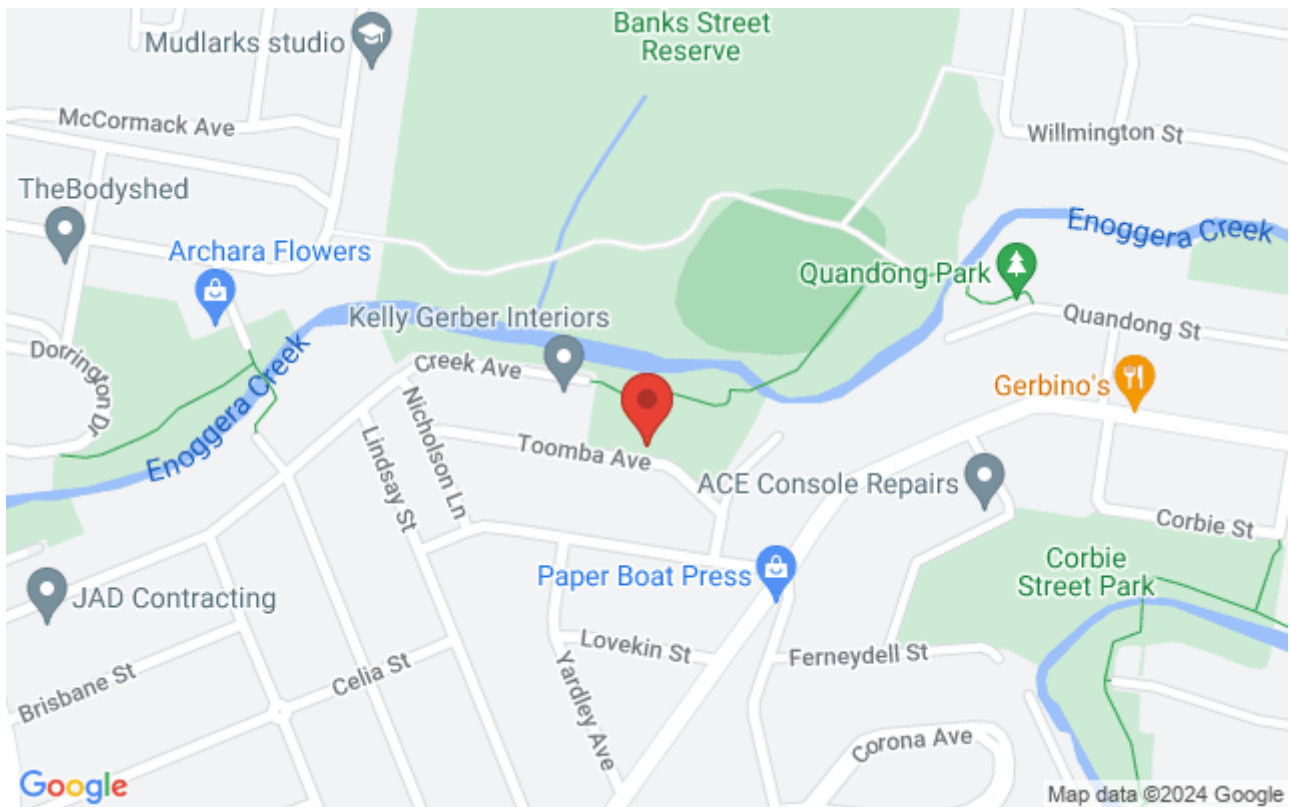 Banks Street
Reserve
Mudlarks studio
McCormack Ave
Willmington St
TheBodyshed
Enoggera Creek
Archara Flowers
Quandong Park
Kelly Gerber Interiors
Quandong St
Dorrington Dr
Creek Ave
Gerbino's
Enoggera Creek
Nicholson Ln
Lindsay St
Toomba Ave
ACE Console Repairs
Corbie St
Paper Boat Press
Corbie
Street Park
JAD Contracting
Lovekin St
Ferneydell St
Celia St
Brisbane St
Yardley Ave
Corona Ave
Google
Map data ©2024 Google